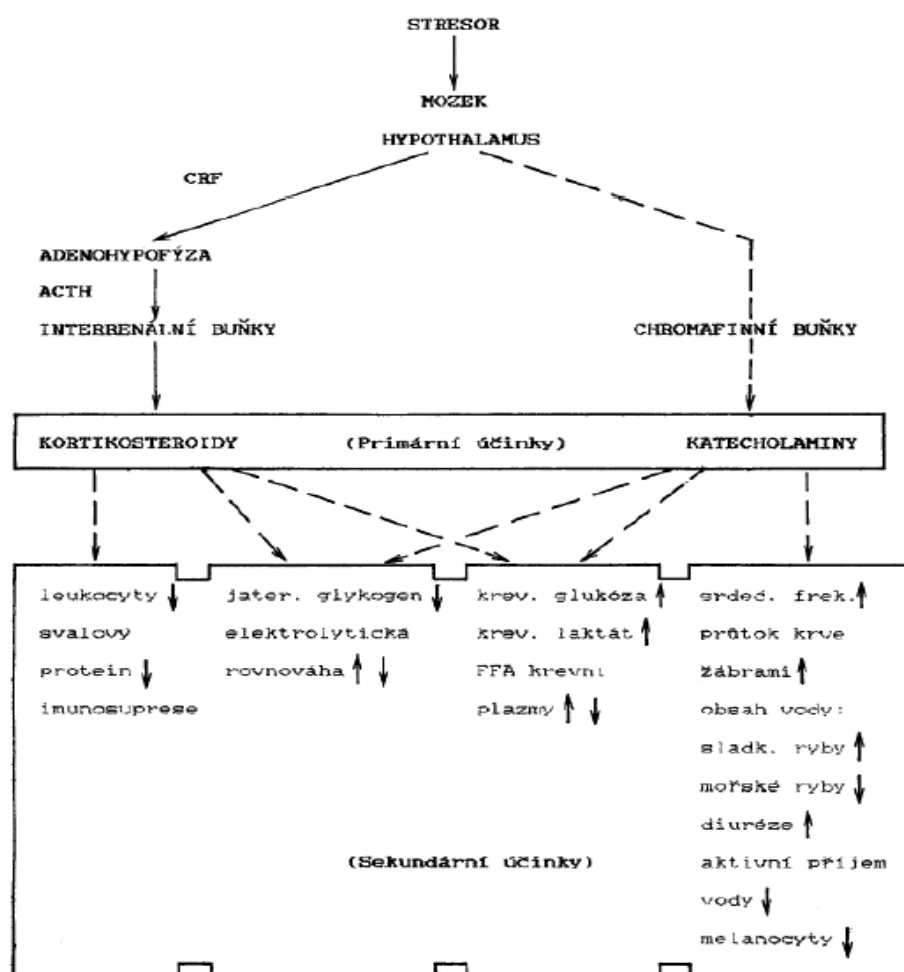 STRESOR
MOZEK
HYPOTHALAMUS
CRF
ADENOHYPOFÝZA
ACTH
INTERRENÁLNÍ BUŇKY
CHROMAFINNÍ BUŇKY
KORTIKOSTEROIDY (Primární účinky) KATECHOLAMINY
leukocyty ↓
svalový
protein ↓
imunosuprese
jater. glykogen ↓
elektrolytická
rovnováha ↑ ↓
krev. glukóza ↑
krev. laktát ↑
FFA krevní
plazmy ↑ ↓
srdeč. frek. ↑
průtok krve
žábrami ↑
obsah vody:
sladk. ryby ↑
mořské ryby ↓
diuréze ↑
aktivní příjem
vody ↓
melanocyty ↓
(Sekundární účinky)